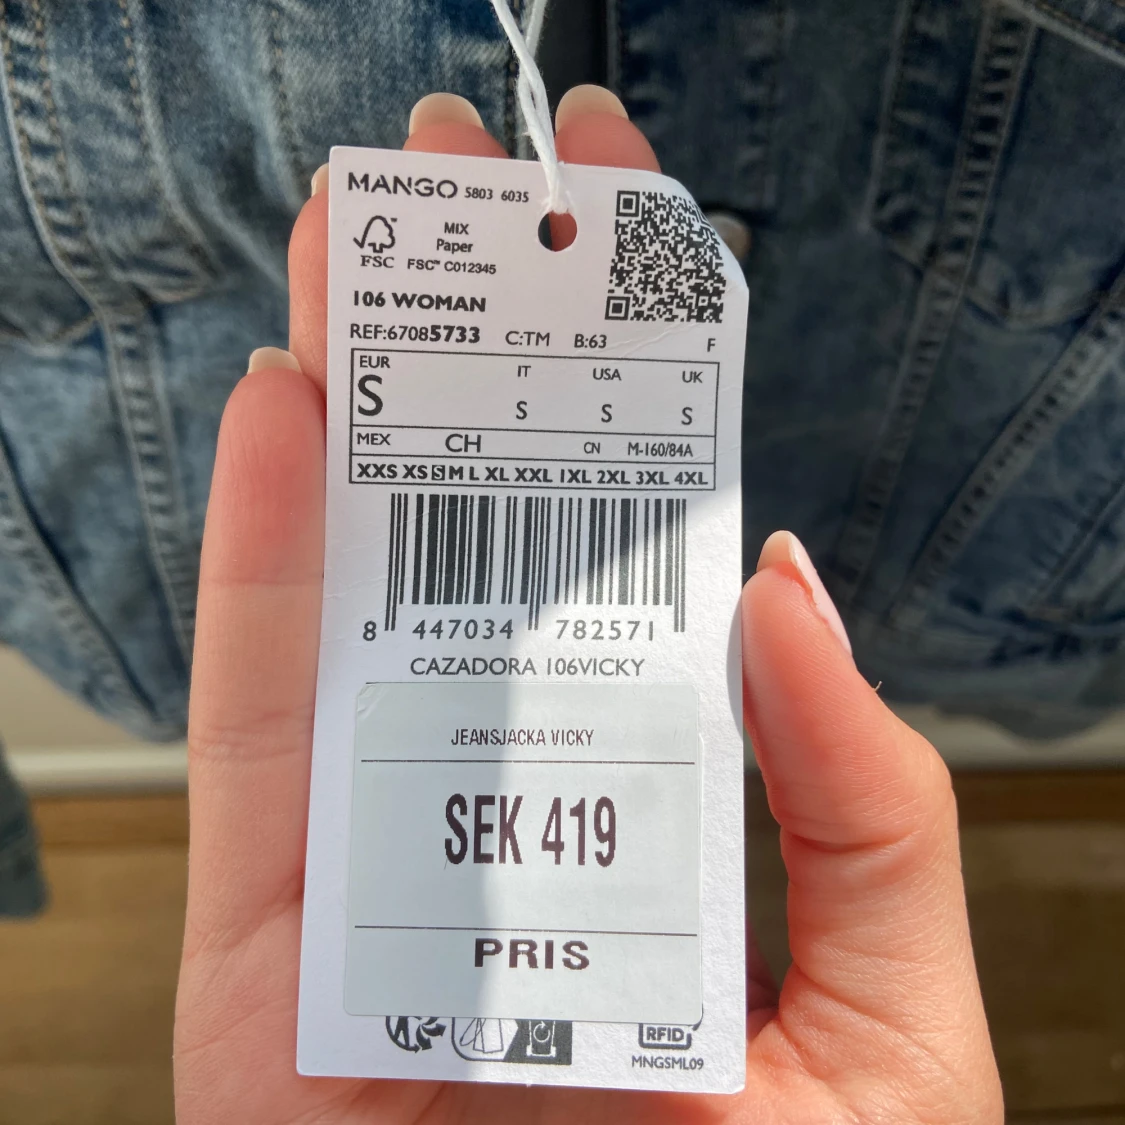 MANGO 5803 6035
FSC
MIX
Paper
FSC™ C012345
106 WOMAN
REF:67085733 C:TM B:63 F
EUR IT USA UK
S S S S
MEX CH CN M-160/84A
XXS XS S M L XL XXL 1XL 2XL 3XL 4XL
8 447034 782571
CAZADORA 106VICKY
JEANSJACKA VICKY
SEK 419
PRIS
RFID
MNGSML09